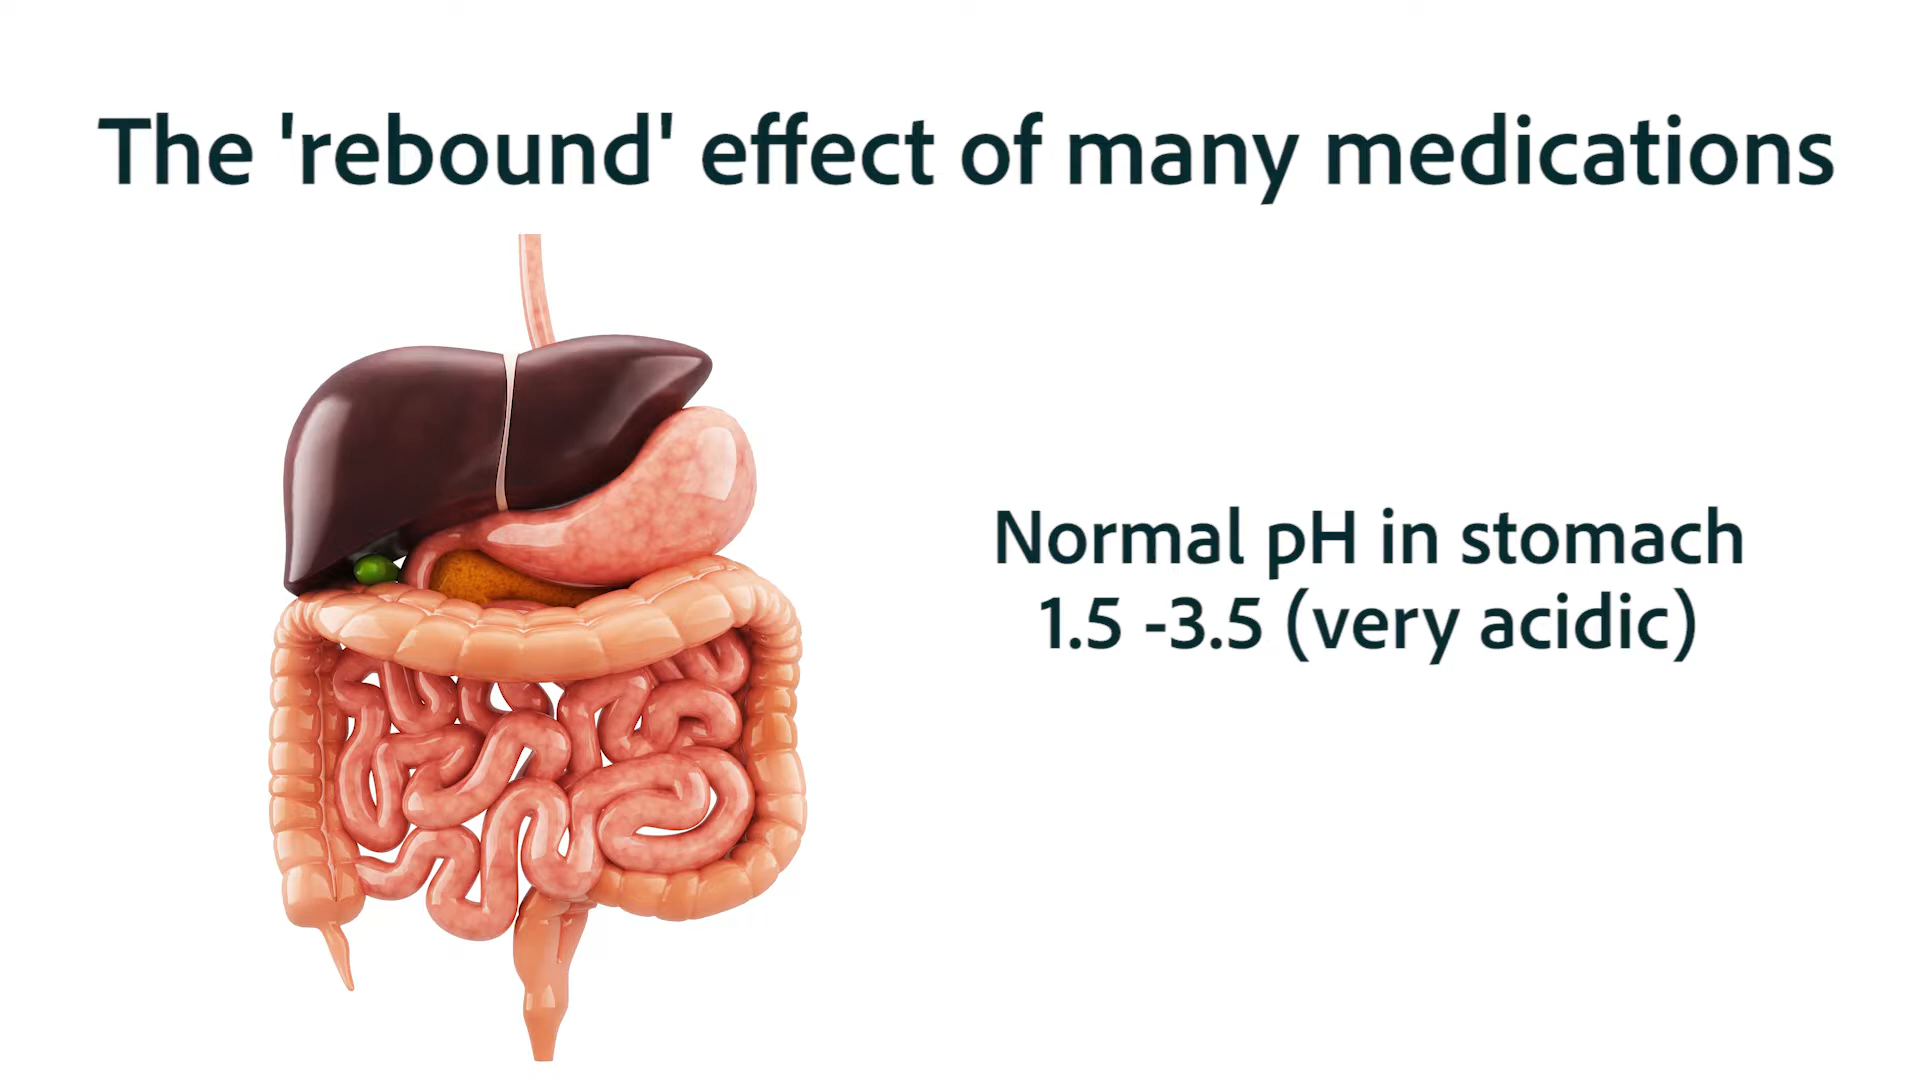 The 'rebound' effect of many medications
Normal pH in stomach
1.5 -3.5 (very acidic)